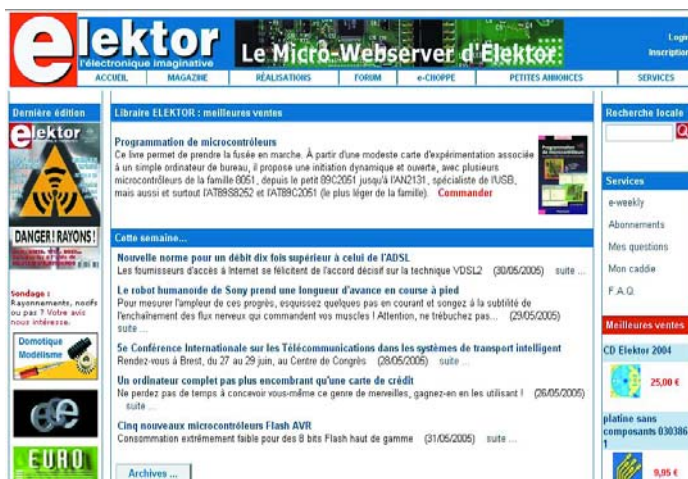 elektor
l'électronique imaginative
Le Micro-Webserver d'Elektor
Login
Inscription
ACCUEIL MAGAZINE RÉALISATIONS FORUM e-CHOPPE PETITES ANNONCES SERVICES
Dernière édition
elektor
DANGER! RAYONS!
Sondage :
Rayonnements, nocifs
ou pas ? Votre avis
nous intéresse.
Domotique
Modélisme
EURO
Libraire ELEKTOR : meilleures ventes
Programmation de microcontrôleurs
Ce livre permet de prendre la fusée en marche. À partir d'une modeste carte d'expérimentation associée
à un simple ordinateur de bureau, il propose une initiation dynamique et ouverte, avec plusieurs
microcontrôleurs de la famille 8051, depuis le petit 89C2051 jusqu'à l'AN2131, spécialiste de l'USB,
mais aussi et surtout l'AT89S8252 et l'AT89C2051 (le plus léger de la famille). Commander
Cette semaine...
Nouvelle norme pour un débit dix fois supérieur à celui de l'ADSL
Les fournisseurs d'accès à Internet se félicitent de l'accord décisif sur la technique VDSL2 (30/05/2005) suite ...
Le robot humanoïde de Sony prend une longueur d'avance en course à pied
Pour mesurer l'ampleur de ces progrès, esquissez quelques pas en courant et songez à la subtilité de
l'enchaînement des flux nerveux qui commandent vos muscles ! Attention, ne trébuchez pas... (29/05/2005)
suite ...
5e Conférence Internationale sur les Télécommunications dans les systèmes de transport intelligent
Rendez-vous à Brest, du 27 au 29 juin, au Centre de Congrès (28/05/2005) suite ...
Un ordinateur complet pas plus encombrant qu'une carte de crédit
Ne perdez pas de temps à concevoir vous-même ce genre de merveilles, gagnez-en en les utilisant ! (26/05/2005)
suite ...
Cinq nouveaux microcontrôleurs Flash AVR
Consommation extrêmement faible pour des 8 bits Flash haut de gamme (31/05/2005) suite ...
Archives ...
Recherche locale
Services
e-weekly
Abonnements
Mes questions
Mon caddie
F.A.Q.
Meilleures ventes
CD Elektor 2004
25,00 €
platine sans
composants 030386
1
9,95 €